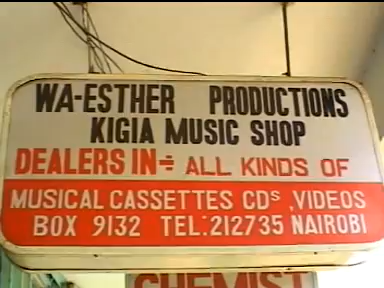 WA-ESTHER PRODUCTIONS
KIGIA MUSIC SHOP
DEALERS IN÷ ALL KINDS OF
MUSICAL CASSETTES CDs ,VIDEOS
BOX 9132 TEL:212735 NAIROBI
CHEMIST